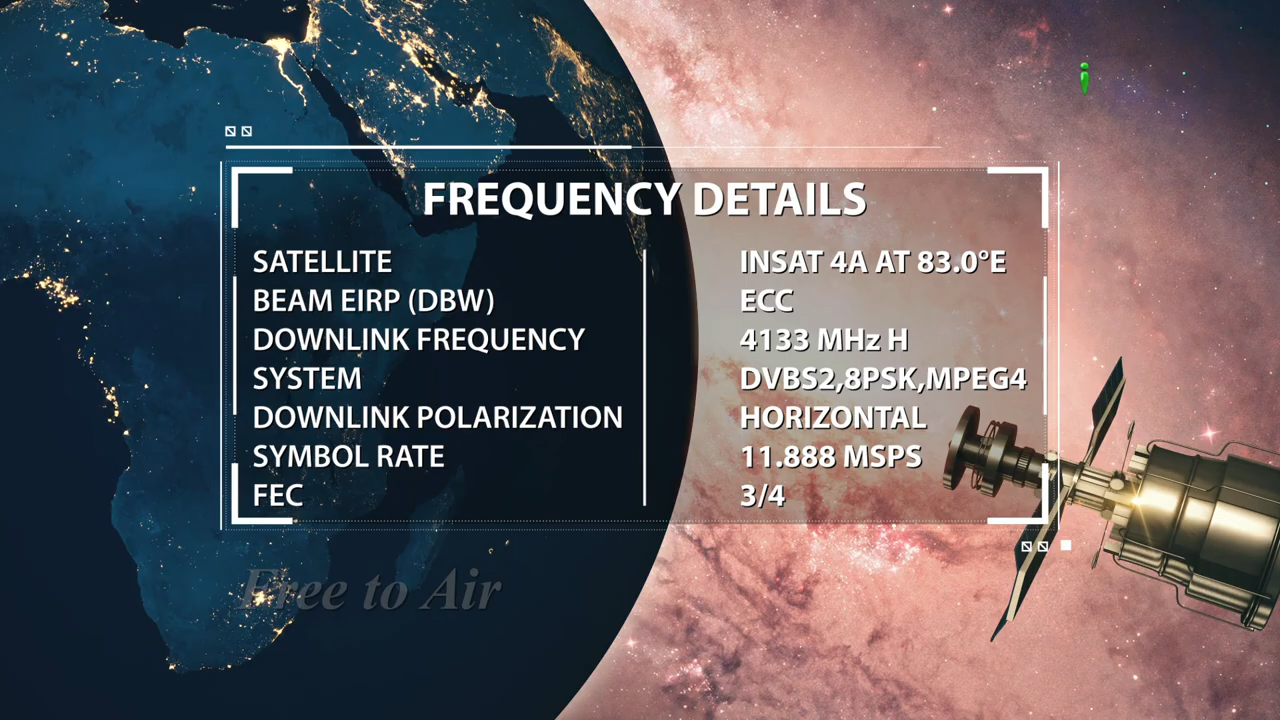 FREQUENCY DETAILS
SATELLITE INSAT 4A AT 83.0°E
BEAM EIRP (DBW) ECC
DOWNLINK FREQUENCY 4133 MHz H
SYSTEM DVBS2,8PSK,MPEG4
DOWNLINK POLARIZATION HORIZONTAL
SYMBOL RATE 11.888 MSPS
FEC 3/4
Free to Air